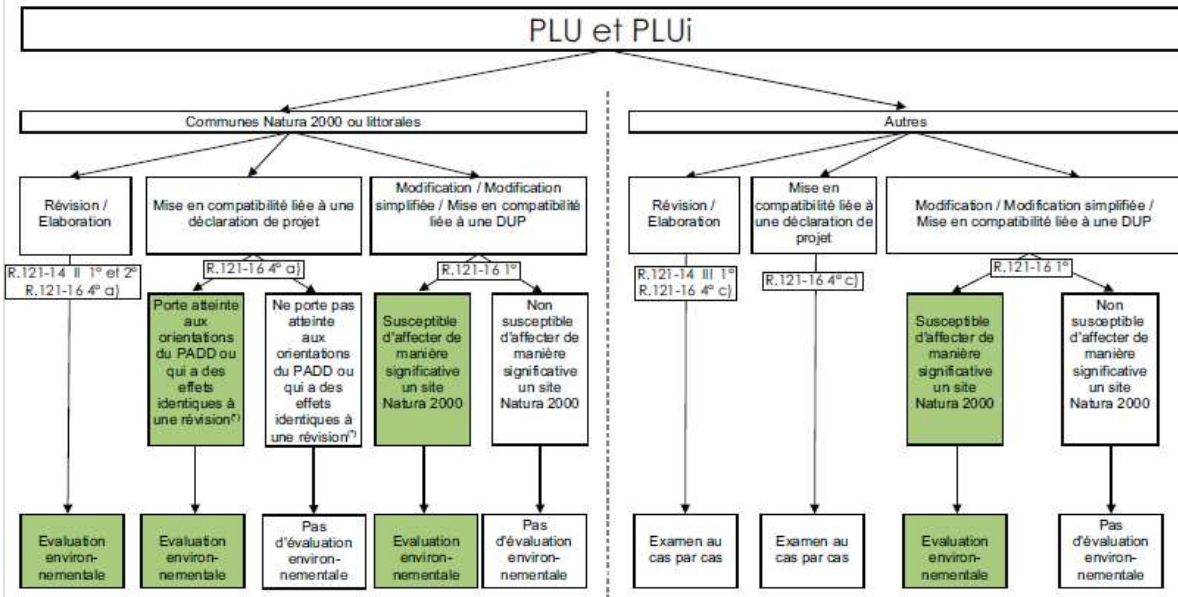 PLU et PLUi
Communes Natura 2000 ou littorales
Autres
Révision /
Elaboration
Mise en compatibilité liée à une
déclaration de projet
Modification / Modification
simplifiée / Mise en compatibilité
liée à une DUP
Révision /
Elaboration
Mise en
compatibilité liée à
une déclaration de
projet
Modification / Modification simplifiée /
Mise en compatibilité liée à une DUP
R.121-14 II 1° et 2°
R.121-16 4° a)
R.121-16 4° a)
R.121-16 1°
R.121-14 III 1°
R.121-16 4° c)
R.121-16 4° c)
R.121-16 1°
Porte atteinte
aux
orientations
du PADD ou
qui a des
effets
identiques à
une révision(*)
Ne porte pas
atteinte
aux
orientations
du PADD ou
qui a des
effets
identiques à
une révision(*)
Susceptible
d'affecter de
manière
significative
un site
Natura 2000
Non
susceptible
d'affecter de
manière
significative
un site
Natura 2000
Susceptible
d'affecter de
manière
significative
un site
Natura 2000
Non
susceptible
d'affecter de
manière
significative
un site
Natura 2000
Evaluation
environ-
nementale
Evaluation
environ-
nementale
Pas
d'évaluation
environ-
nementale
Evaluation
environ-
nementale
Pas
d'évaluation
environ-
nementale
Examen au
cas par cas
Examen au
cas par cas
Evaluation
environ-
nementale
Pas
d'évaluation
environ-
nementale